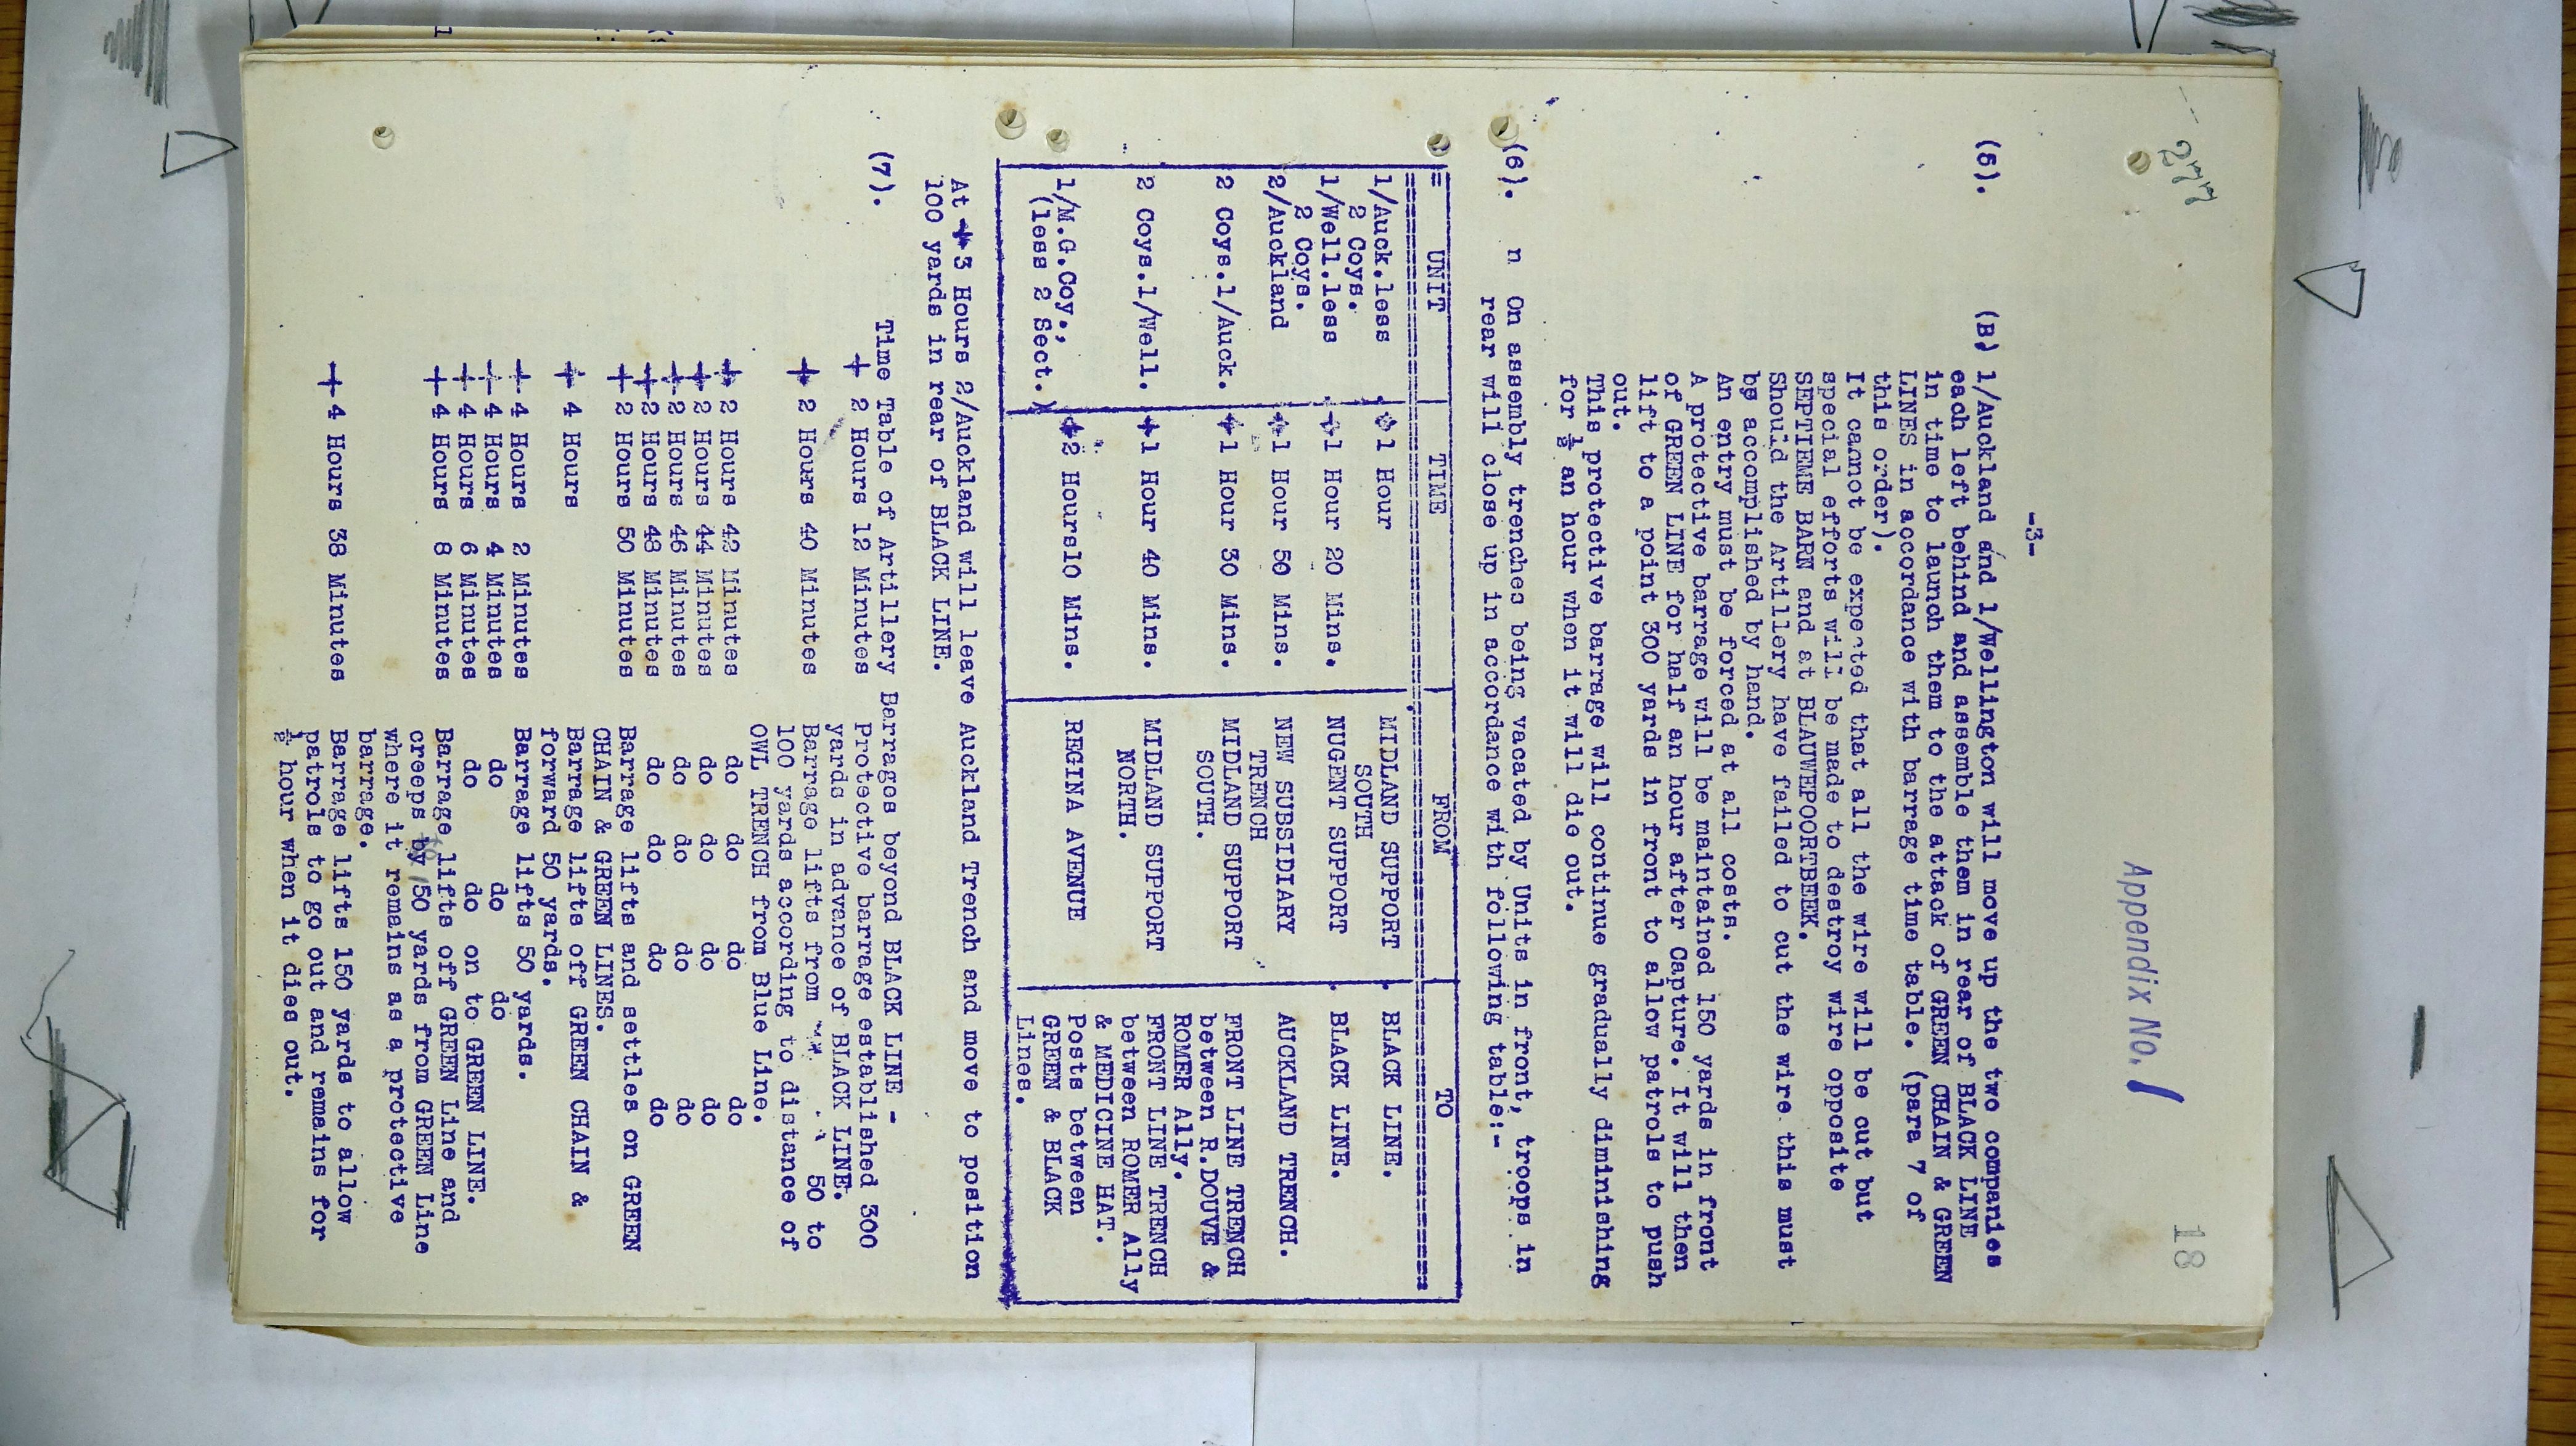 277
Appendix No. 1
18
-3-
(5). (B) 1/Auckland and 1/Wellington will move up the two companies
each left behind and assemble them in rear of BLACK LINE
in time to launch them to the attack of GREEN CHAIN & GREEN
LINES in accordance with barrage time table. (para 7 of
this order).
It cannot be expected that all the wire will be cut but
special efforts will be made to destroy wire opposite
SEPTIEME BARN and at BLAUWEPOORTBEEK.
Should the Artillery have failed to cut the wire this must
be accomplished by hand.
An entry must be forced at all costs.
A protective barrage will be maintained 150 yards in front
of GREEN LINE for half an hour after Capture. It will then
lift to a point 300 yards in front to allow patrols to push
out.
This protective barrage will continue gradually diminishing
for ½ an hour when it will die out.
(6). n On assembly trenches being vacated by Units in front, troops in
rear will close up in accordance with following table:-
UNIT TIME FROM TO
1/Auck.less + 1 Hour MIDLAND SUPPORT BLACK LINE.
2 Coys. SOUTH
1/Well.less + 1 Hour 20 Mins. NUGENT SUPPORT BLACK LINE.
2 Coys.
2/Auckland + 1 Hour 50 Mins. NEW SUBSIDIARY AUCKLAND TRENCH.
TRENCH
2 Coys.1/Auck. + 1 Hour 30 Mins. MIDLAND SUPPORT FRONT LINE TRENCH
SOUTH. between R.DOUVE &
ROMER Ally.
2 Coys.1/Well. + 1 Hour 40 Mins. MIDLAND SUPPORT FRONT LINE TRENCH
NORTH. between ROMER Ally
& MEDICINE HAT.
1/M.G.Coy., + 2 Hours10 Mins. REGINA AVENUE Posts between
(less 2 Sect.) GREEN & BLACK
Lines.
At + 3 Hours 2/Auckland will leave Auckland Trench and move to position
100 yards in rear of BLACK LINE.
(7). Time Table of Artillery Barrages beyond BLACK LINE -
+ 2 Hours 12 Minutes Protective barrage established 300
yards in advance of BLACK LINE.
+ 2 Hours 40 Minutes Barrage lifts from 50 to
100 yards according to distance of
OWL TRENCH from Blue Line.
+ 2 Hours 42 Minutes do do do do
+ 2 Hours 44 Minutes do do do do
+ 2 Hours 46 Minutes do do do do
+ 2 Hours 48 Minutes do do do do
+ 2 Hours 50 Minutes Barrage lifts and settles on GREEN
CHAIN & GREEN LINES.
+ 4 Hours Barrage lifts off GREEN CHAIN &
forward 50 yards.
+ 4 Hours 2 Minutes Barrage lifts 50 yards.
+ 4 Hours 4 Minutes do do do
+ 4 Hours 6 Minutes do do on to GREEN LINE.
+ 4 Hours 8 Minutes Barrage lifts off GREEN Line and
creeps by 150 yards from GREEN Line
where it remains as a protective
barrage.
+ 4 Hours 38 Minutes Barrage lifts 150 yards to allow
patrols to go out and remains for
½ hour when it dies out.